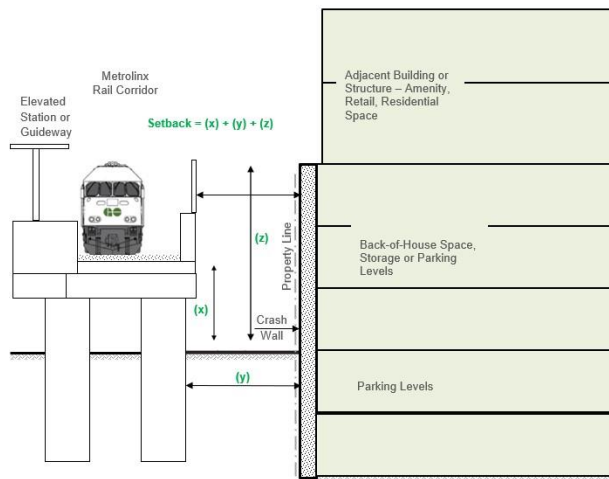 Metrolinx
Rail Corridor
Elevated
Station or
Guideway
Setback = (x) + (y) + (z)
Adjacent Building or
Structure – Amenity,
Retail, Residential
Space
GO
(z)
Property Line
Back-of-House Space,
Storage or Parking
Levels
(x)
Crash
Wall
(y)
Parking Levels